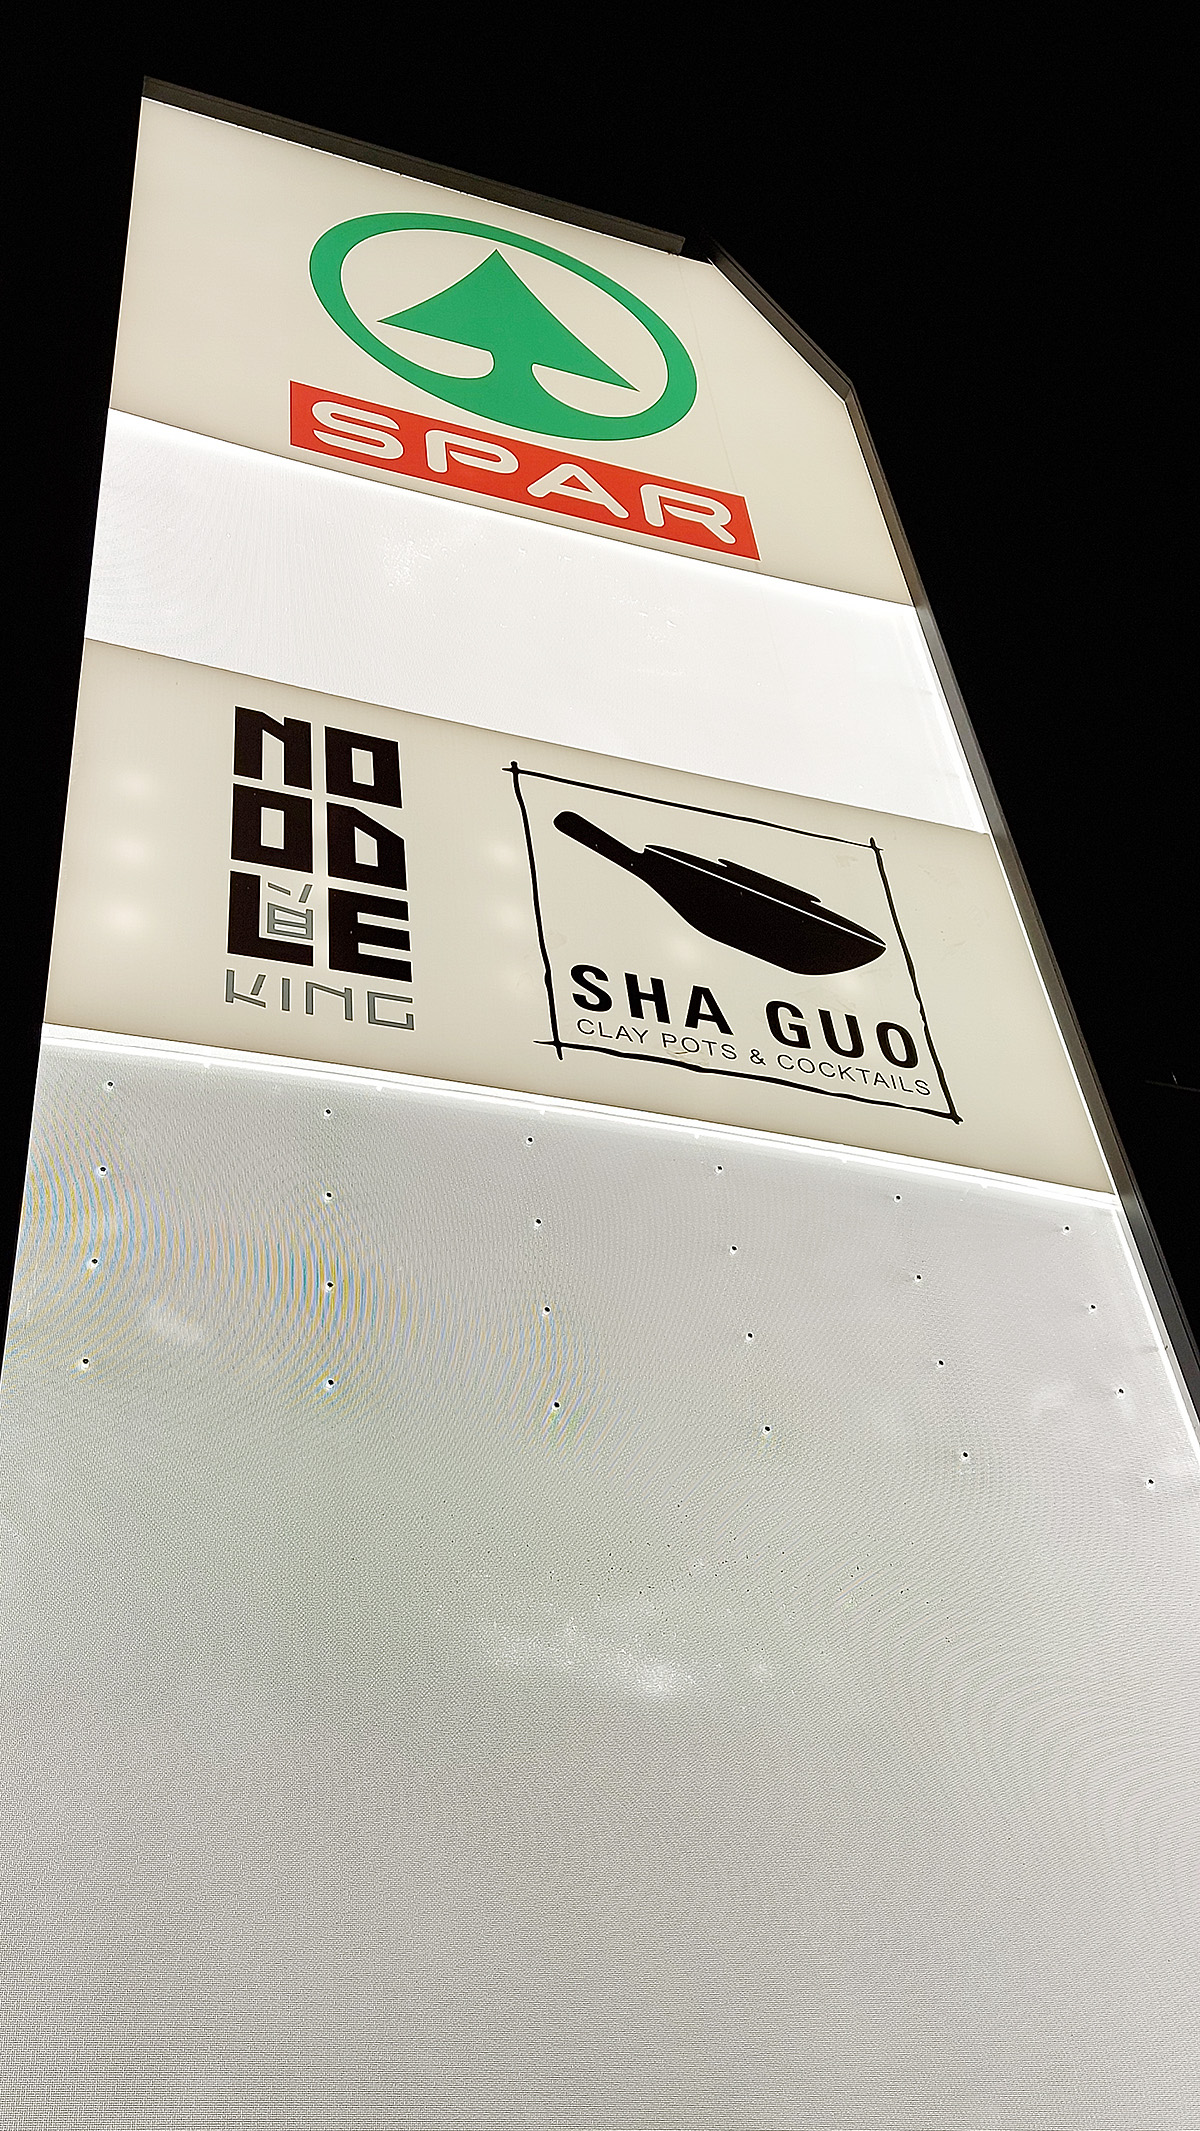 SPAR
NO
OD
LE
KING
SHA GUO
CLAY POTS & COCKTAILS